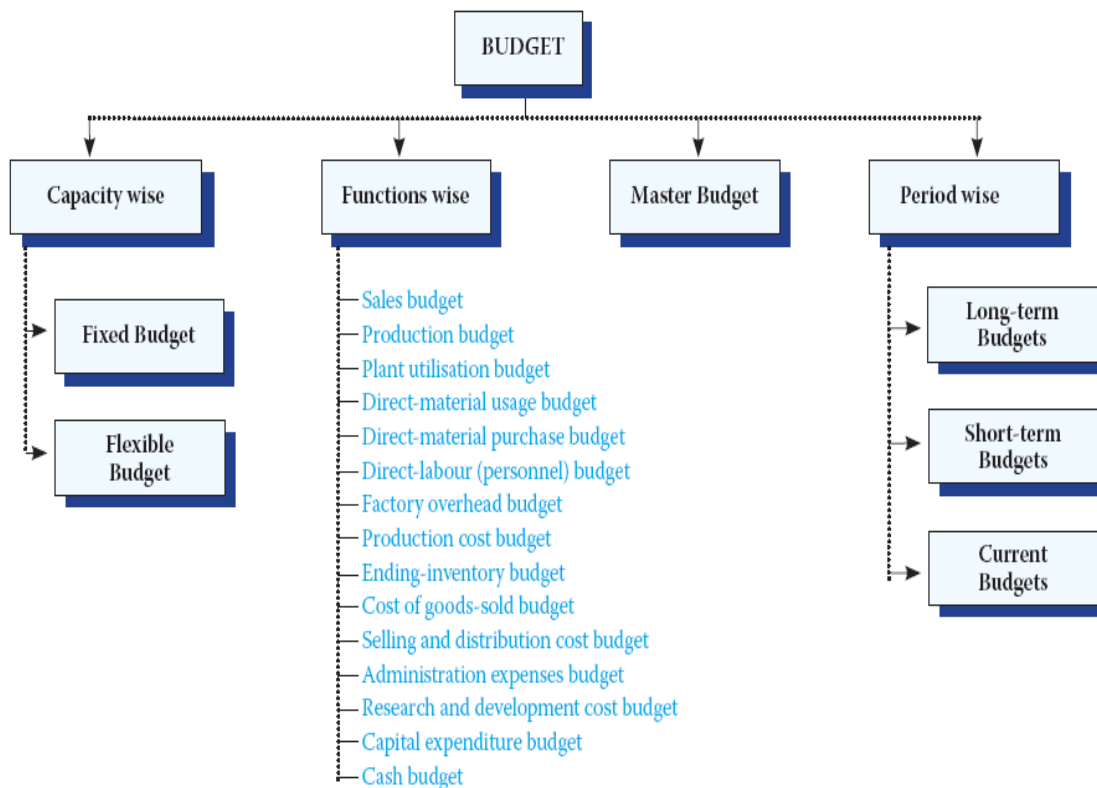 BUDGET
Capacity wise
Functions wise
Master Budget
Period wise
Fixed Budget
Flexible
Budget
Sales budget
Production budget
Plant utilisation budget
Direct-material usage budget
Direct-material purchase budget
Direct-labour (personnel) budget
Factory overhead budget
Production cost budget
Ending-inventory budget
Cost of goods-sold budget
Selling and distribution cost budget
Administration expenses budget
Research and development cost budget
Capital expenditure budget
Cash budget
Long-term
Budgets
Short-term
Budgets
Current
Budgets